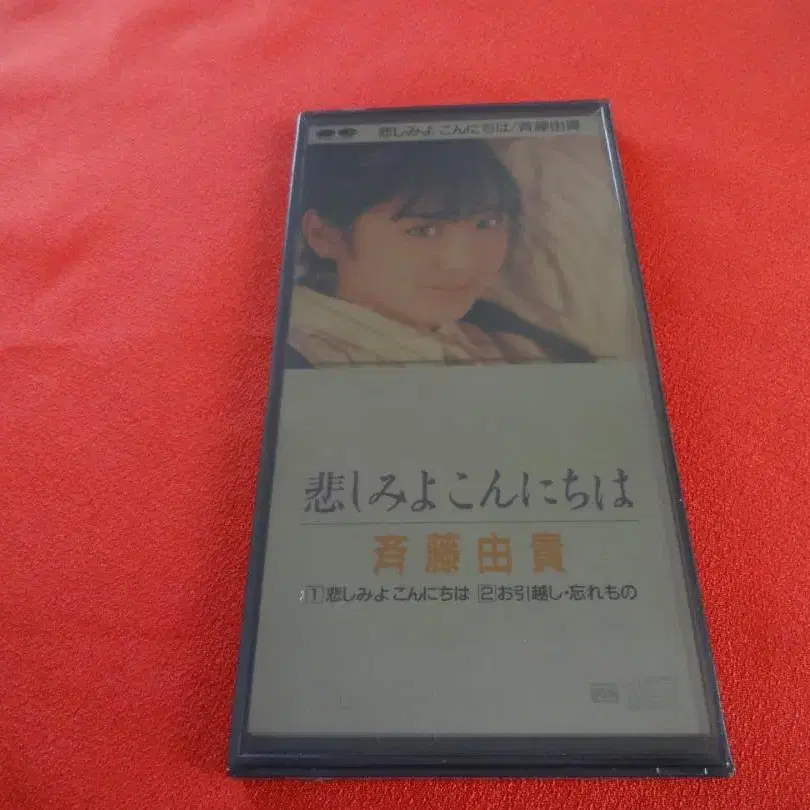 悲しみよこんにちは/斉藤由貴
悲しみよこんにちは
斉藤由貴
1悲しみよこんにちは 2お引越し・忘れもの